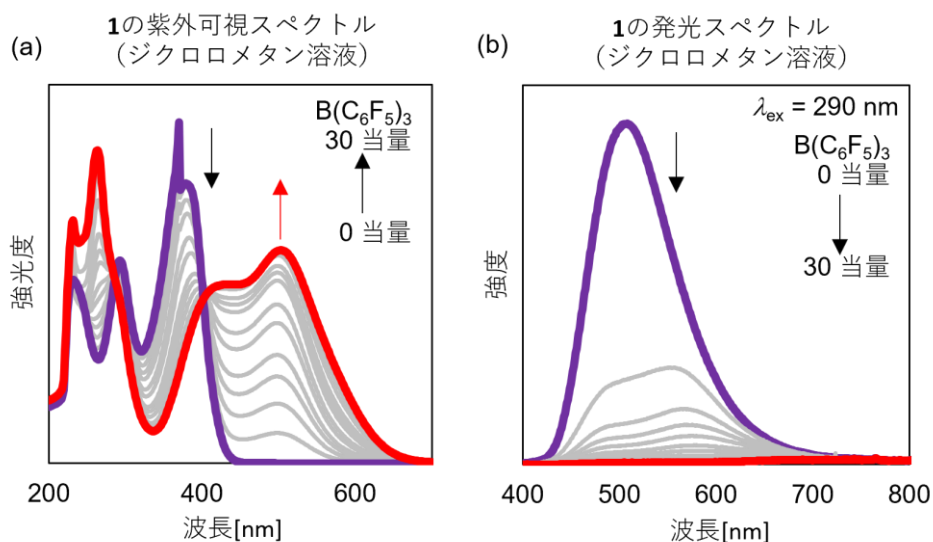 (a)
1の紫外可視スペクトル
（ジクロロメタン溶液）
B(C₆F₅)₃
30 当量
0 当量
強光度
200
400
600
波長[nm]
(b)
1の発光スペクトル
（ジクロロメタン溶液）
λex = 290 nm
B(C₆F₅)₃
0 当量
30 当量
強度
400
500
600
700
800
波長[nm]